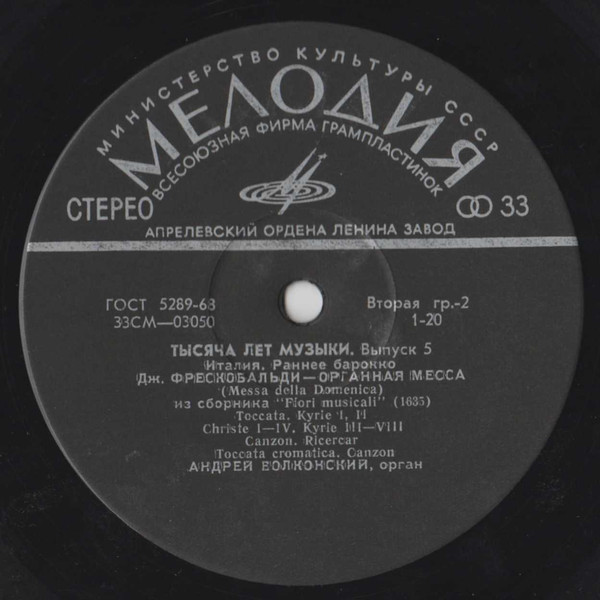 МИНИСТЕРСТВО КУЛЬТУРЫ СССР
МЕЛОДИЯ
ВСЕСОЮЗНАЯ ФИРМА ГРАМПЛАСТИНОК
СТЕРЕО
33
АПРЕЛЕВСКИЙ ОРДЕНА ЛЕНИНА ЗАВОД
ГОСТ 5289-68
Вторая гр.-2
33СМ—03050
1-20
ТЫСЯЧА ЛЕТ МУЗЫКИ. Выпуск 5
Италия. Раннее барокко
Дж. ФРЕСКОБАЛЬДИ—ОРГАННАЯ МЕССА
(Messa della Domenica)
из сборника "Fiori musicali" (1635)
Toccata. Kyrie I, II
Christe I—IV. Kyrie III—VIII
Canzon. Ricercar
Toccata cromatica. Canzon
АНДРЕЙ ВОЛКОНСКИЙ, орган